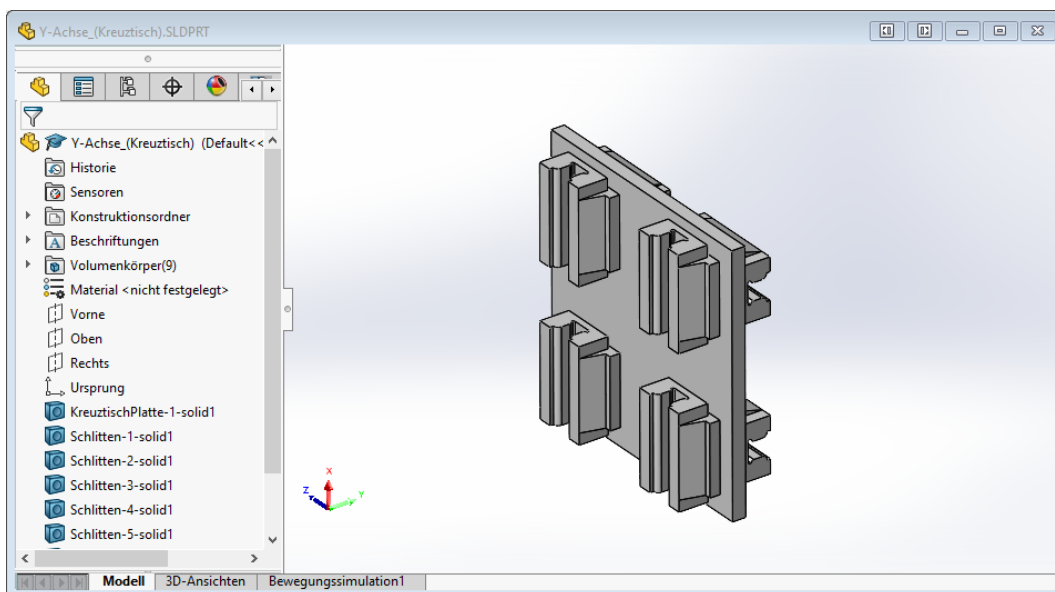 Y-Achse_(Kreuztisch).SLDPRT
Y-Achse_(Kreuztisch) (Default<<
Historie
Sensoren
Konstruktionsordner
Beschriftungen
Volumenkörper(9)
Material <nicht festgelegt>
Vorne
Oben
Rechts
Ursprung
KreuztischPlatte-1-solid1
Schlitten-1-solid1
Schlitten-2-solid1
Schlitten-3-solid1
Schlitten-4-solid1
Schlitten-5-solid1
X
Z
Y
Modell 3D-Ansichten Bewegungssimulation1